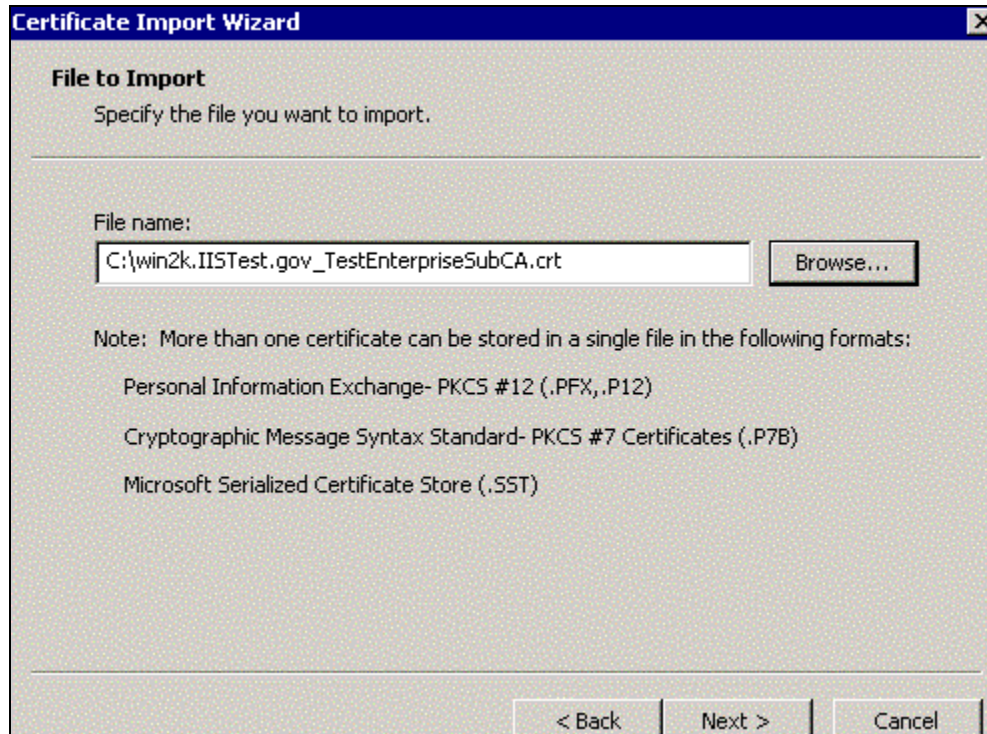 Certificate Import Wizard
File to Import
Specify the file you want to import.
File name:
C:\win2k.IISTest.gov_TestEnterpriseSubCA.crt
Browse...
Note:  More than one certificate can be stored in a single file in the following formats:
Personal Information Exchange- PKCS #12 (.PFX,.P12)
Cryptographic Message Syntax Standard- PKCS #7 Certificates (.P7B)
Microsoft Serialized Certificate Store (.SST)
< Back
Next >
Cancel